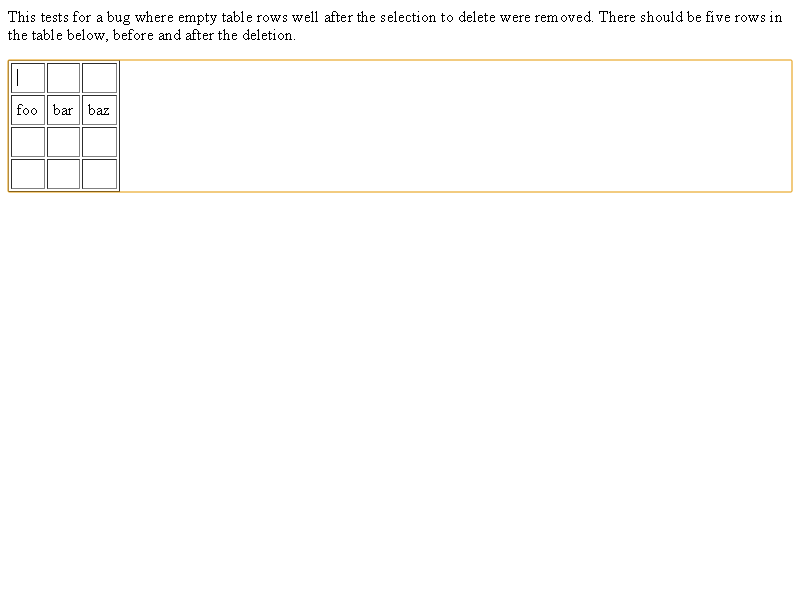 This tests for a bug where empty table rows well after the selection to delete were removed. There should be five rows in
the table below, before and after the deletion.
foo bar baz